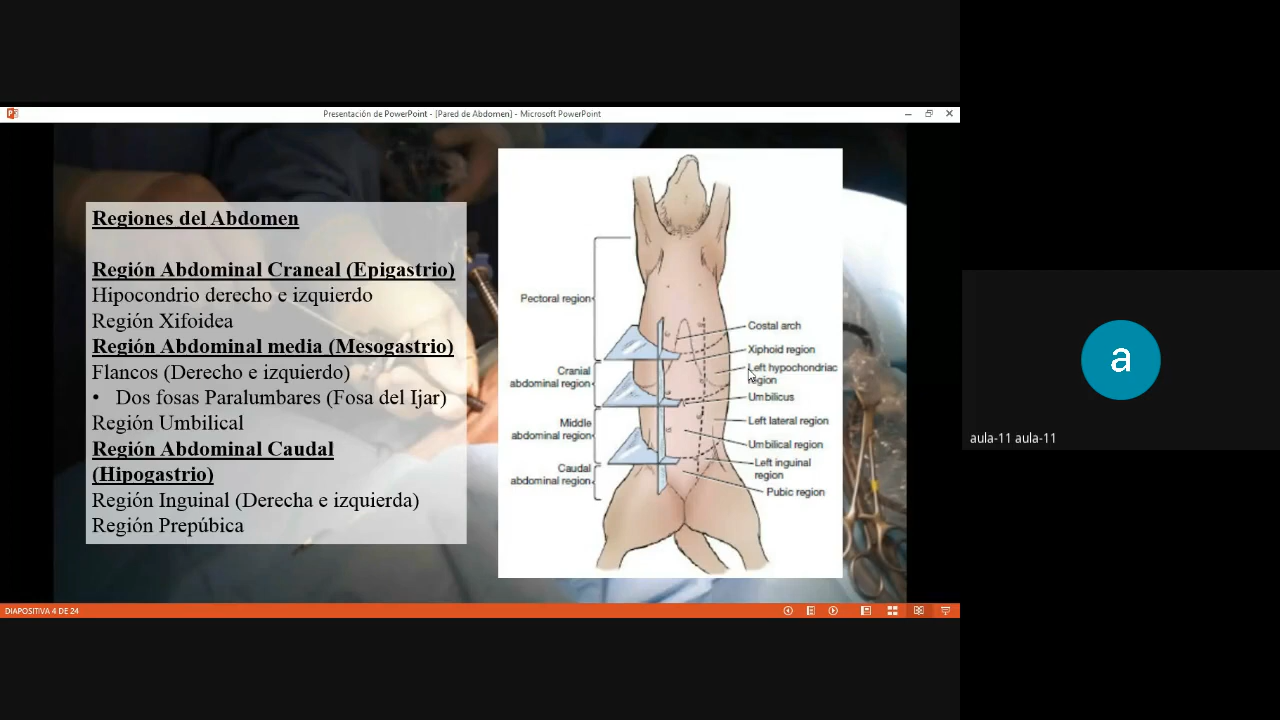 Presentación de PowerPoint - [Pared de Abdomen] - Microsoft PowerPoint
Regiones del Abdomen
Región Abdominal Craneal (Epigastrio)
Hipocondrio derecho e izquierdo
Región Xifoidea
Región Abdominal media (Mesogastrio)
Flancos (Derecho e izquierdo)
• Dos fosas Paralumbares (Fosa del Ijar)
Región Umbilical
Región Abdominal Caudal
(Hipogastrio)
Región Inguinal (Derecha e izquierda)
Región Prepúbica
Pectoral region
Cranial
abdominal region
Middle
abdominal region
Caudal
abdominal region
Costal arch
Xiphoid region
Left hypochondriac
region
Umbilicus
Left lateral region
Umbilical region
Left inguinal
region
Pubic region
DIAPOSITIVA 4 DE 24
a
aula-11 aula-11